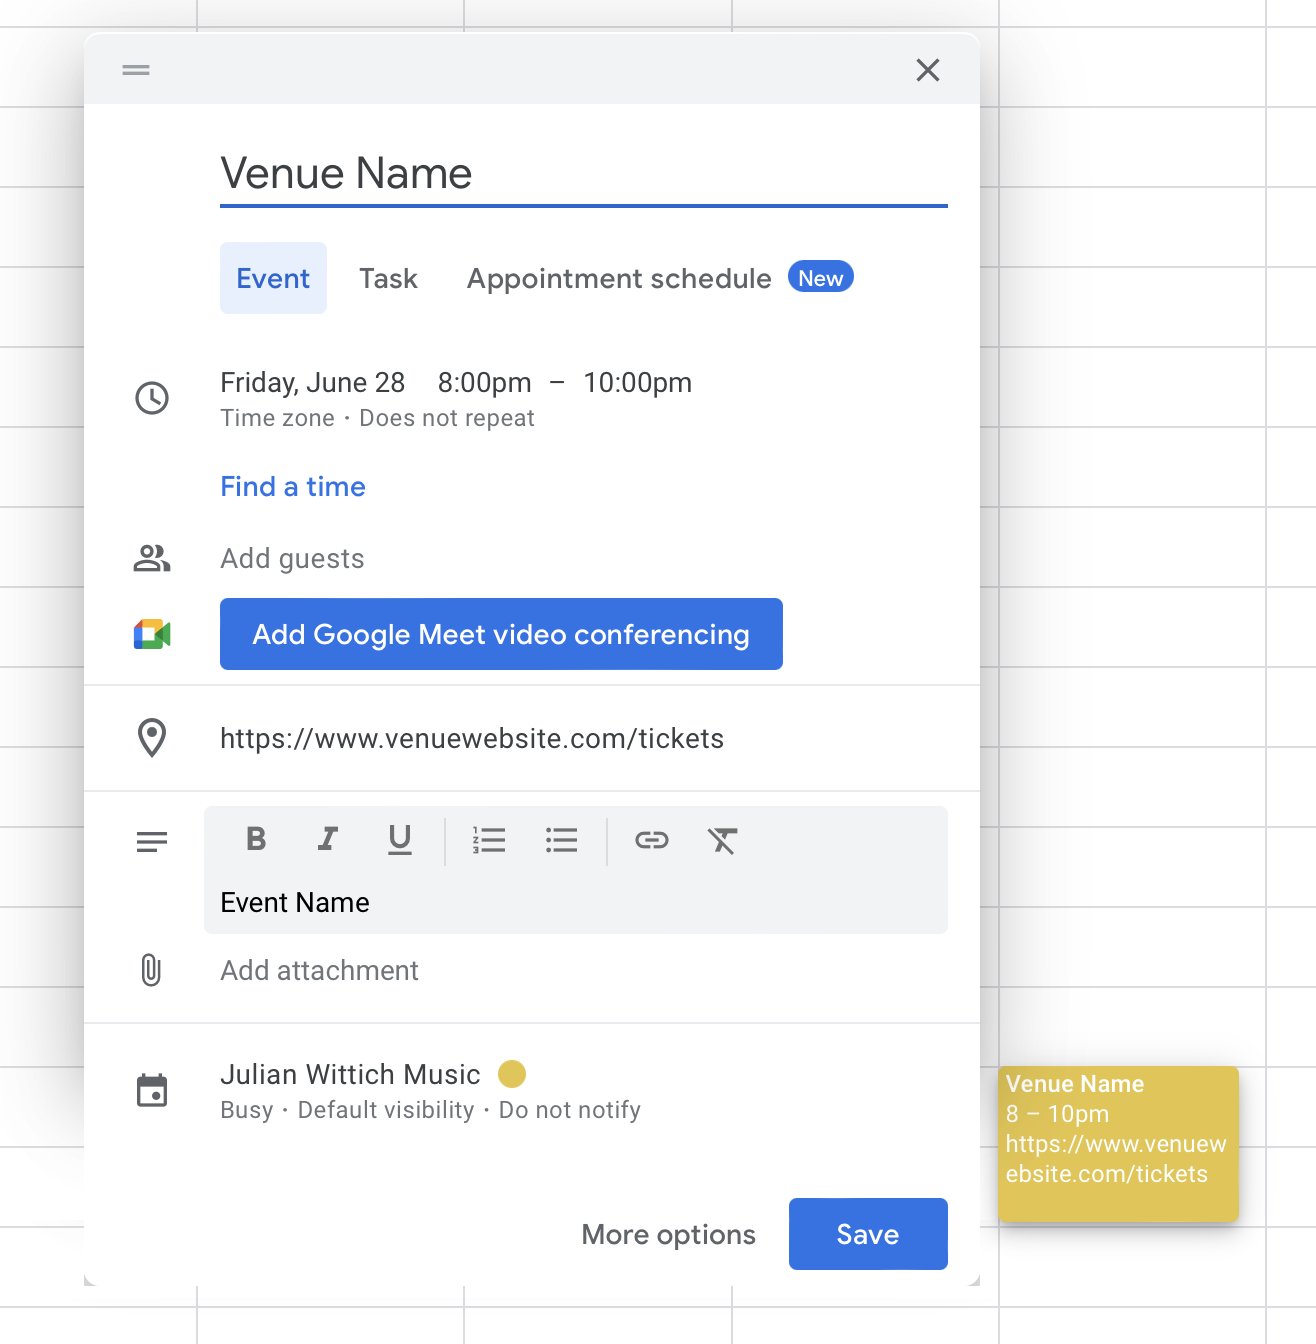 Venue Name
Event Task Appointment schedule New
Friday, June 28 8:00pm – 10:00pm
Time zone · Does not repeat
Find a time
Add guests
Add Google Meet video conferencing
https://www.venuewebsite.com/tickets
B I U
Event Name
Add attachment
Julian Wittich Music
Busy · Default visibility · Do not notify
More options Save
Venue Name
8 – 10pm
https://www.venuew
ebsite.com/tickets